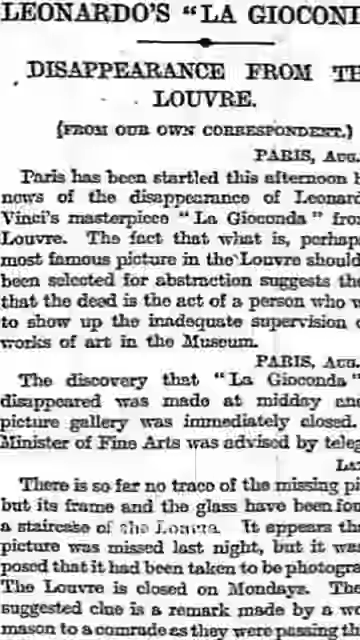 LEONARDO'S "LA GIOCOND
DISAPPEARANCE FROM TH
LOUVRE.
(FROM OUR OWN CORRESPONDENT.)
PARIS, AUG.
Paris has been startled this afternoon b
news of the disappearance of Leonard
Vinci's masterpiece "La Gioconda" from
Louvre. The fact that what is, perhap
most famous picture in the Louvre should
been selected for abstraction suggests the
that the dead is the act of a person who w
to show up the inadequate supervision o
works of art in the Museum.
PARIS, AUG.
The discovery that "La Gioconda"
disappeared was made at midday and
picture gallery was immediately closed.
Minister of Fine Arts was advised by teleg
LA
There is so far no trace of the missing pi
but its frame and the glass have been fou
a staircase of the Louvre. It appears tha
picture was missed last night, but it was
posed that it had been taken to be photogra
The Louvre is closed on Mondays. The
suggested clue is a remark made by a wo
mason to a comrade as they were passing th